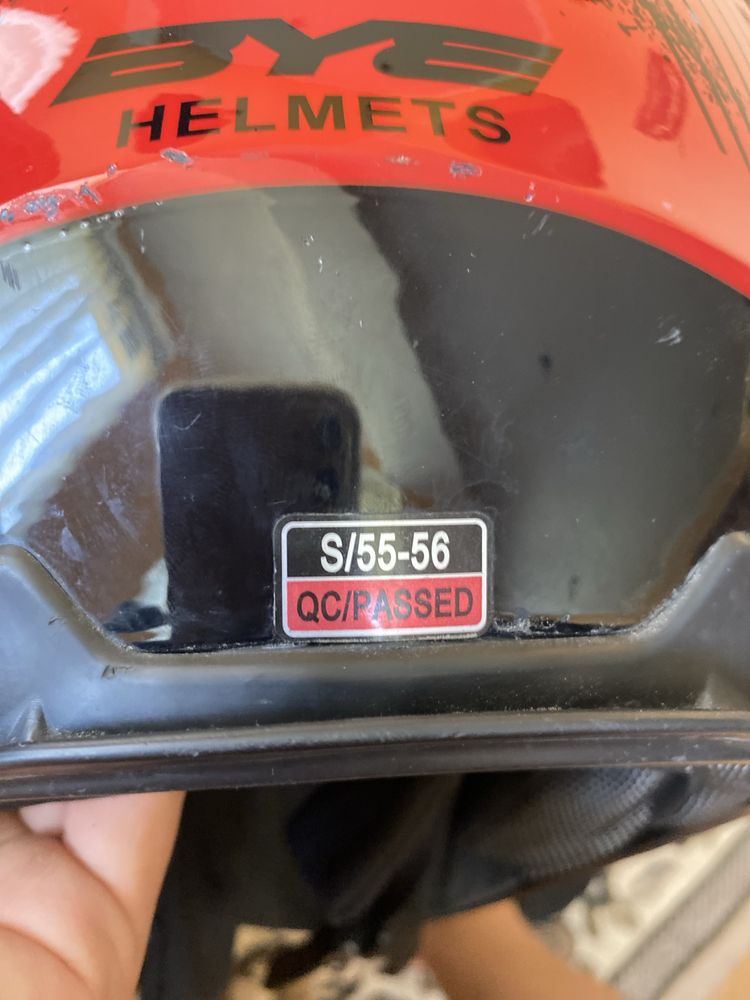 BYE
HELMETS
S/55-56
QC/PASSED